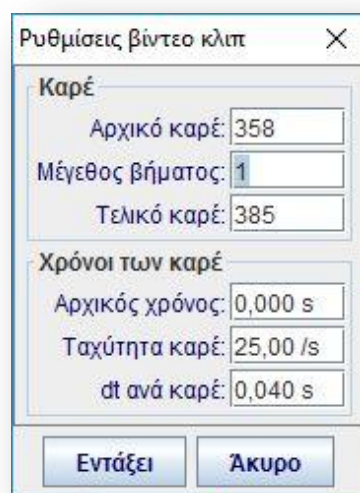 Ρυθμίσεις βίντεο κλιπ
Καρέ
Αρχικό καρέ: 358
Μέγεθος βήματος: 1
Τελικό καρέ: 385
Χρόνοι των καρέ
Αρχικός χρόνος: 0,000 s
Ταχύτητα καρέ: 25,00 /s
dt ανά καρέ: 0,040 s
Εντάξει Άκυρο